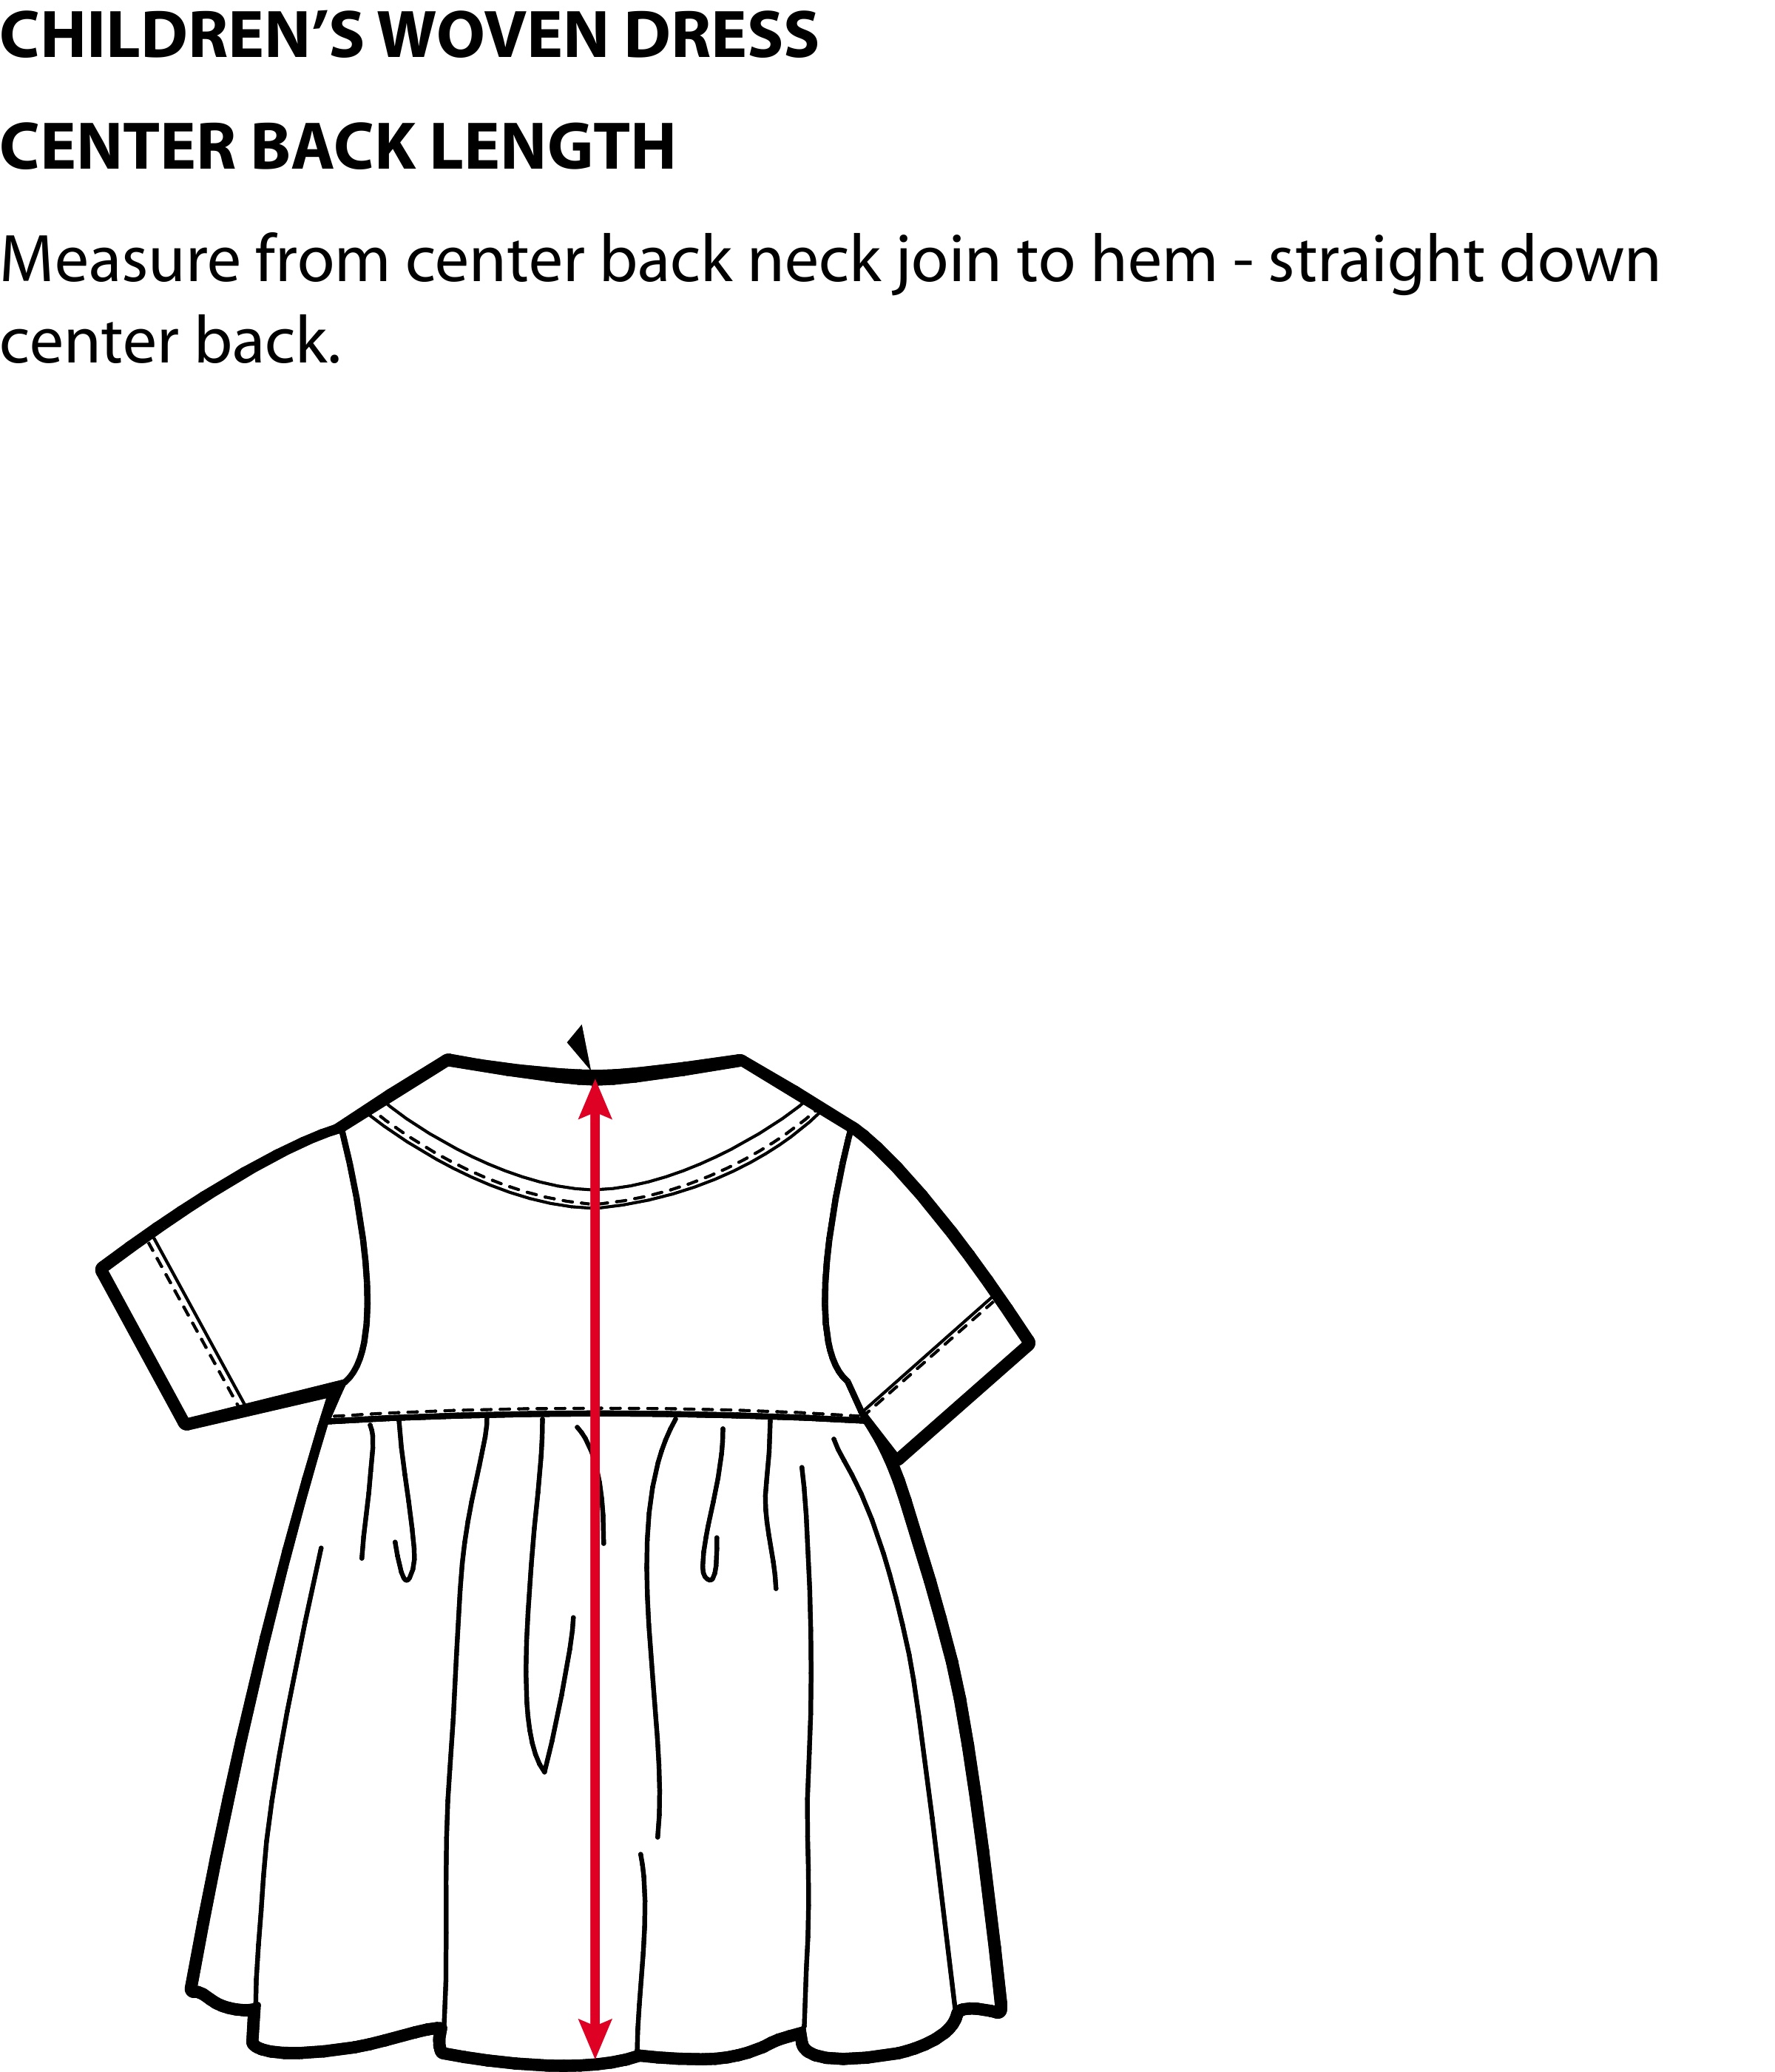 CHILDREN’S WOVEN DRESS
CENTER BACK LENGTH
Measure from center back neck join to hem - straight down
center back.